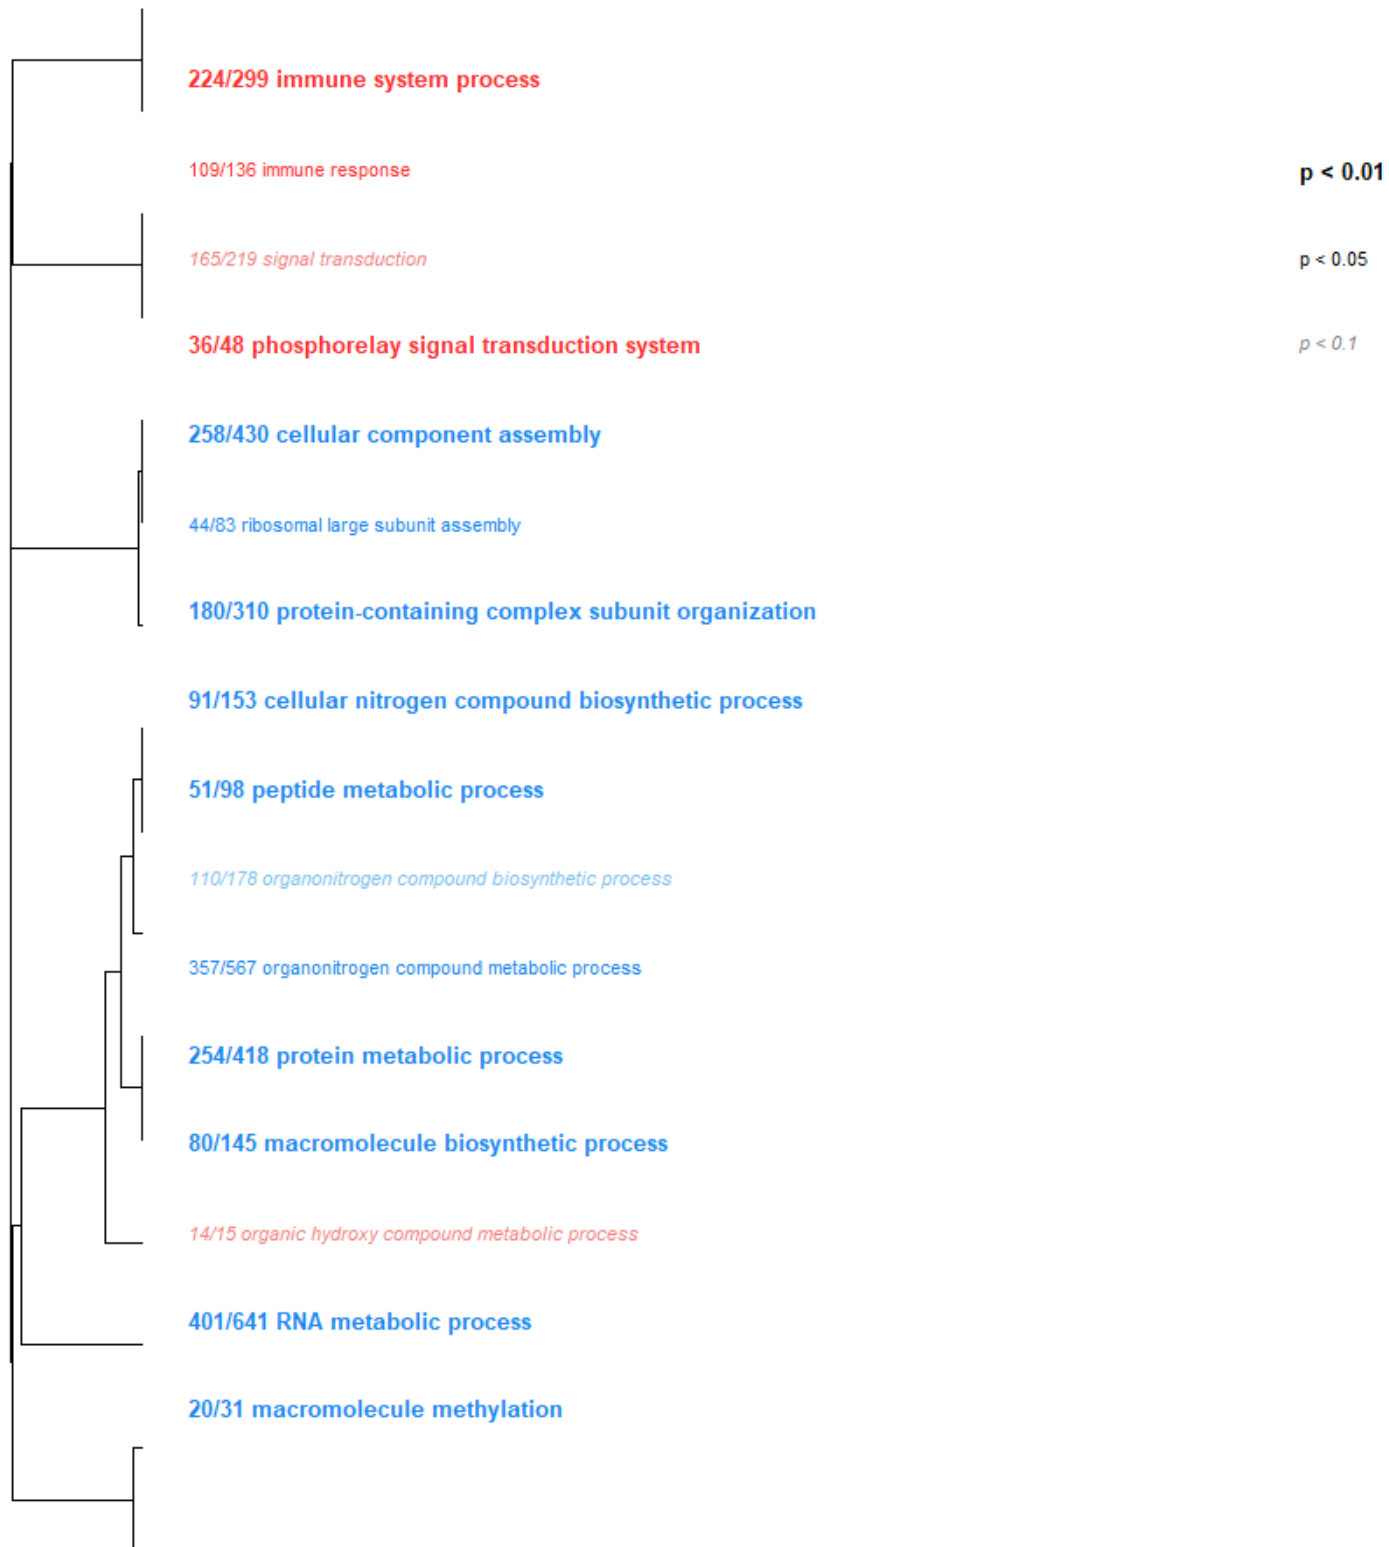 224/299 immune system process
109/136 immune response
p < 0.01
165/219 signal transduction
p < 0.05
36/48 phosphorelay signal transduction system
p < 0.1
258/430 cellular component assembly
44/83 ribosomal large subunit assembly
180/310 protein-containing complex subunit organization
91/153 cellular nitrogen compound biosynthetic process
51/98 peptide metabolic process
110/178 organonitrogen compound biosynthetic process
357/567 organonitrogen compound metabolic process
254/418 protein metabolic process
80/145 macromolecule biosynthetic process
14/15 organic hydroxy compound metabolic process
401/641 RNA metabolic process
20/31 macromolecule methylation